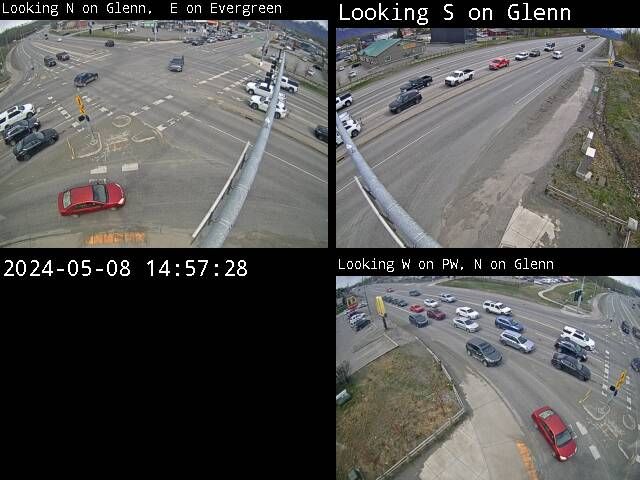 Looking N on Glenn,  E on Evergreen
Looking S on Glenn
2024-05-08 14:57:28
Looking W on PW, N on Glenn